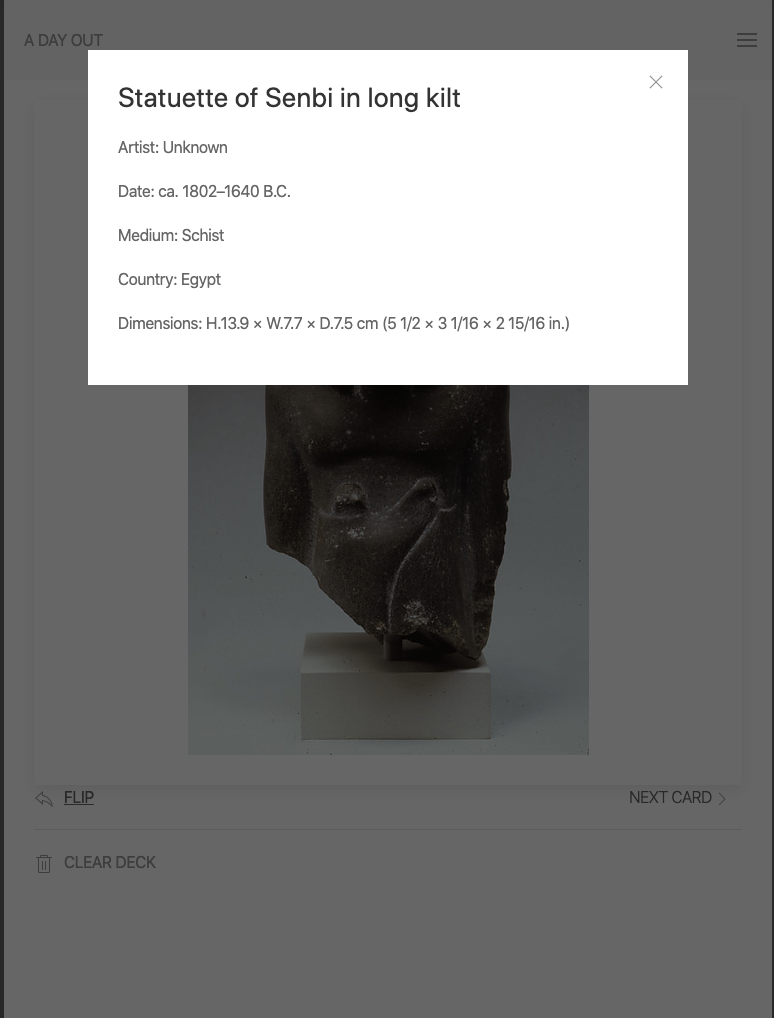 A DAY OUT
Statuette of Senbi in long kilt
Artist: Unknown
Date: ca. 1802–1640 B.C.
Medium: Schist
Country: Egypt
Dimensions: H.13.9 × W.7.7 × D.7.5 cm (5 1/2 × 3 1/16 × 2 15/16 in.)
FLIP
NEXT CARD
CLEAR DECK